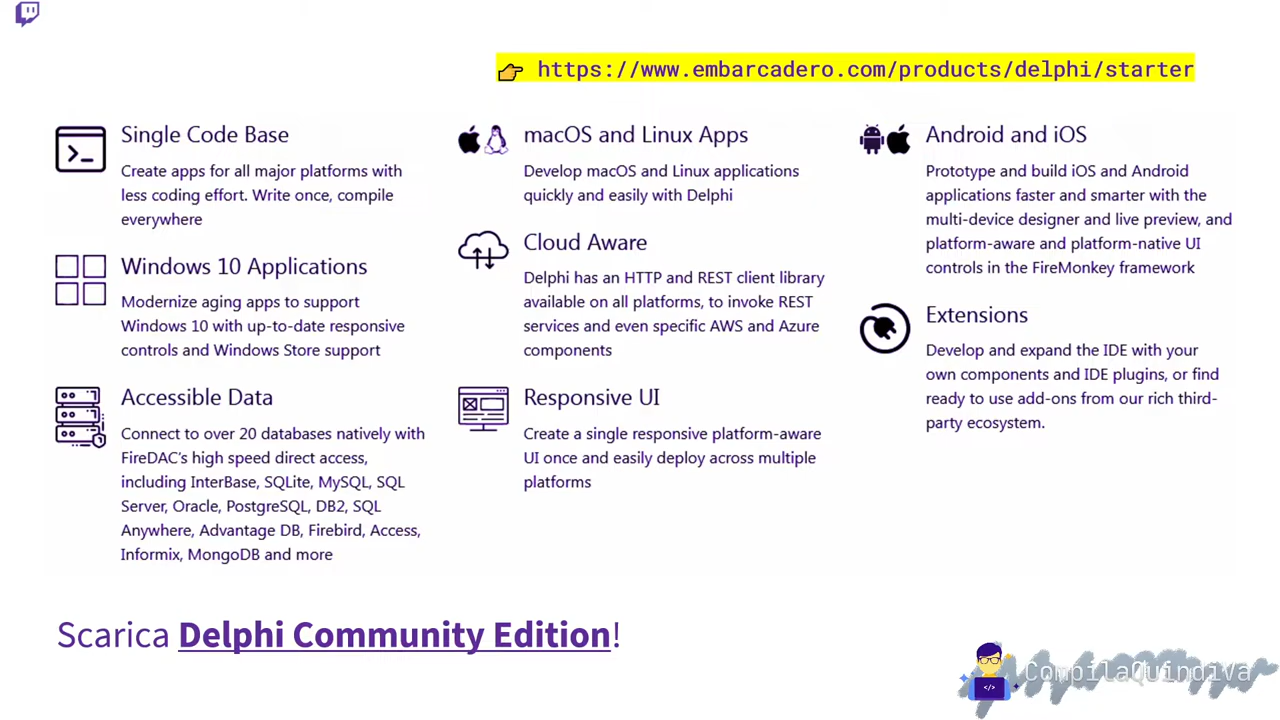 👉 https://www.embarcadero.com/products/delphi/starter
Single Code Base
Create apps for all major platforms with
less coding effort. Write once, compile
everywhere
Windows 10 Applications
Modernize aging apps to support
Windows 10 with up-to-date responsive
controls and Windows Store support
Accessible Data
Connect to over 20 databases natively with
FireDAC's high speed direct access,
including InterBase, SQLite, MySQL, SQL
Server, Oracle, PostgreSQL, DB2, SQL
Anywhere, Advantage DB, Firebird, Access,
Informix, MongoDB and more
macOS and Linux Apps
Develop macOS and Linux applications
quickly and easily with Delphi
Cloud Aware
Delphi has an HTTP and REST client library
available on all platforms, to invoke REST
services and even specific AWS and Azure
components
Responsive UI
Create a single responsive platform-aware
UI once and easily deploy across multiple
platforms
Android and iOS
Prototype and build iOS and Android
applications faster and smarter with the
multi-device designer and live preview, and
platform-aware and platform-native UI
controls in the FireMonkey framework
Extensions
Develop and expand the IDE with your
own components and IDE plugins, or find
ready to use add-ons from our rich third-
party ecosystem.
Scarica Delphi Community Edition!
</> CompilaQuindiVa